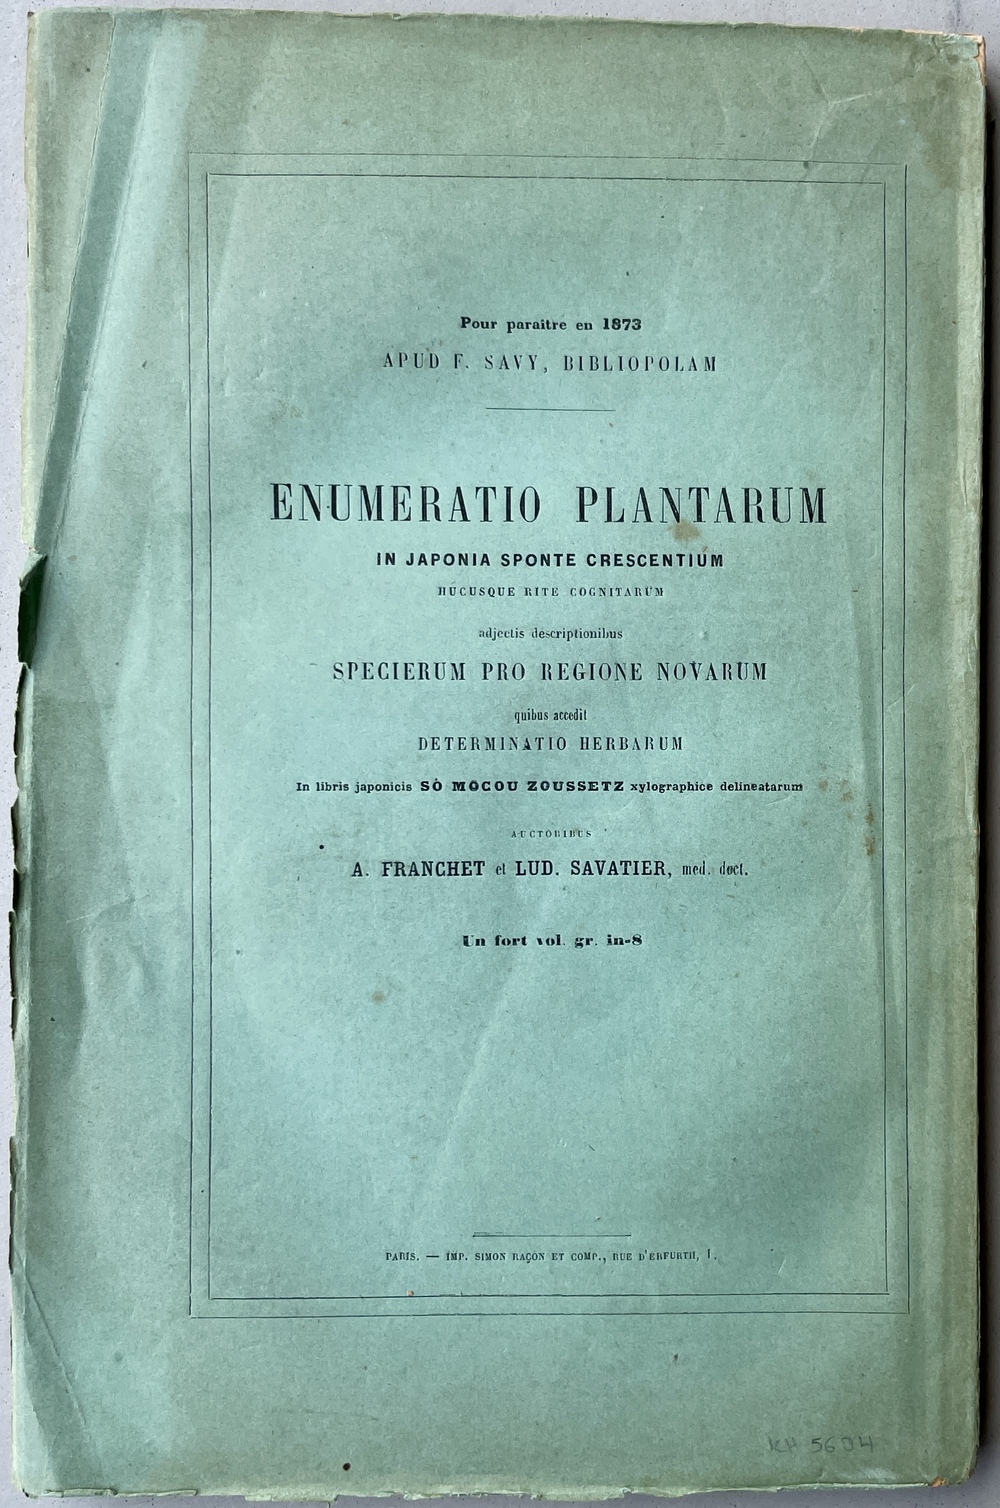 Pour paraître en 1873
APUD F. SAVY, BIBLIOPOLAM
ENUMERATIO PLANTARUM
IN JAPONIA SPONTE CRESCENTIUM
HUCUSQUE RITE COGNITARUM
adjectis descriptionibus
SPECIERUM PRO REGIONE NOVARUM
quibus accedit
DETERMINATIO HERBARUM
In libris japonicis SÔ MÔCOU ZOUSSETZ xylographice delineatarum
AUCTORIBUS
A. FRANCHET et LUD. SAVATIER, med. doct.
Un fort vol. gr. in-8
PARIS. — IMP. SIMON RAÇON ET COMP., RUE D'ERFURTH, 1.
KH 5604